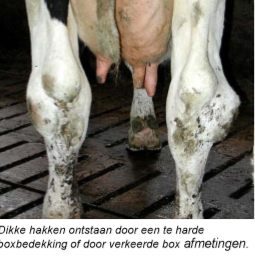 Dikke hakken ontstaan door een te harde
boxbedekking of door verkeerde box afmetingen.